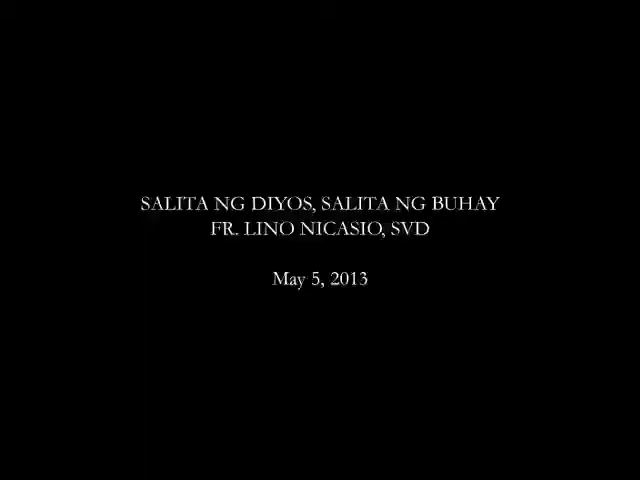 SALITA NG DIYOS, SALITA NG BUHAY
FR. LINO NICASIO, SVD
May 5, 2013